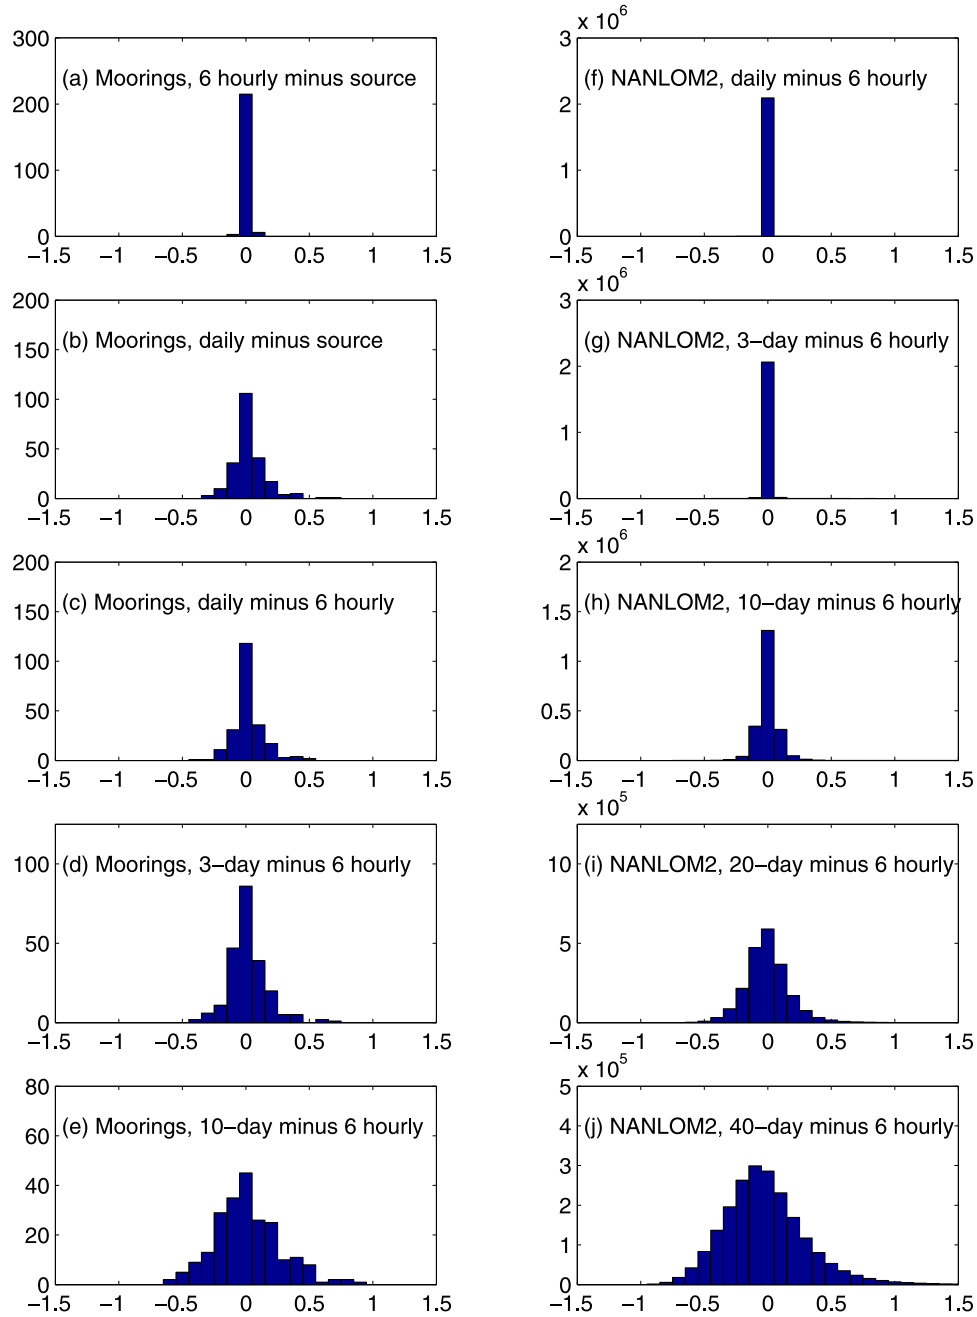 300
200
100
0
(a) Moorings, 6 hourly minus source
−1.5 −1 −0.5 0 0.5 1 1.5
x 10^6
3
2
1
0
(f) NANLOM2, daily minus 6 hourly
−1.5 −1 −0.5 0 0.5 1 1.5
200
150
100
50
0
(b) Moorings, daily minus source
−1.5 −1 −0.5 0 0.5 1 1.5
x 10^6
3
2
1
0
(g) NANLOM2, 3−day minus 6 hourly
−1.5 −1 −0.5 0 0.5 1 1.5
200
150
100
50
0
(c) Moorings, daily minus 6 hourly
−1.5 −1 −0.5 0 0.5 1 1.5
x 10^6
2
1.5
1
0.5
0
(h) NANLOM2, 10−day minus 6 hourly
−1.5 −1 −0.5 0 0.5 1 1.5
100
50
0
(d) Moorings, 3−day minus 6 hourly
−1.5 −1 −0.5 0 0.5 1 1.5
x 10^5
10
5
0
(i) NANLOM2, 20−day minus 6 hourly
−1.5 −1 −0.5 0 0.5 1 1.5
80
60
40
20
0
(e) Moorings, 10−day minus 6 hourly
−1.5 −1 −0.5 0 0.5 1 1.5
x 10^5
5
4
3
2
1
0
(j) NANLOM2, 40−day minus 6 hourly
−1.5 −1 −0.5 0 0.5 1 1.5